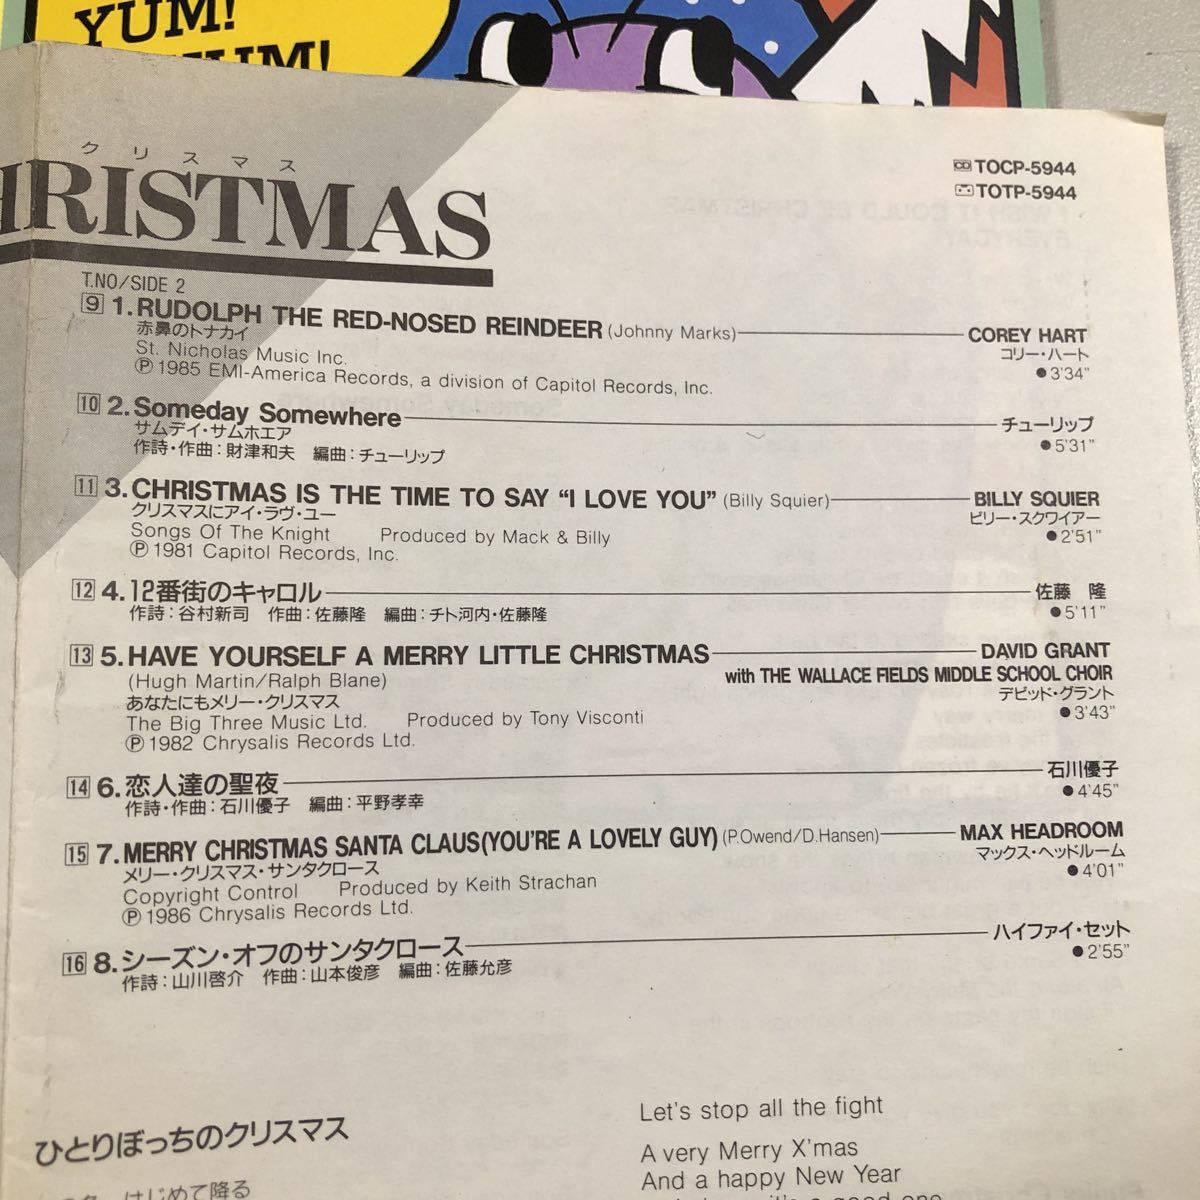 YUM!
クリスマス
HRISTMAS
CD TOCP-5944
TOTP-5944
T.NO/SIDE 2
9 1.RUDOLPH THE RED-NOSED REINDEER (Johnny Marks) COREY HART
赤鼻のトナカイ コリー・ハート
St. Nicholas Music Inc. ●3'34"
Ⓟ 1985 EMI-America Records, a division of Capitol Records, Inc.
10 2.Someday Somewhere チューリップ
サムデイ・サムホエア ●5'31"
作詩・作曲：財津和夫 編曲：チューリップ
11 3.CHRISTMAS IS THE TIME TO SAY “I LOVE YOU” (Billy Squier) BILLY SQUIER
クリスマスにアイ・ラヴ・ユー ビリー・スクワイアー
Songs Of The Knight Produced by Mack & Billy ●2'51"
Ⓟ 1981 Capitol Records, Inc.
12 4.12番街のキャロル 佐藤 隆
作詩：谷村新司 作曲：佐藤隆 編曲：チト河内・佐藤隆 ●5'11"
13 5.HAVE YOURSELF A MERRY LITTLE CHRISTMAS DAVID GRANT
(Hugh Martin/Ralph Blane) with THE WALLACE FIELDS MIDDLE SCHOOL CHOIR
あなたにもメリー・クリスマス デビッド・グラント
The Big Three Music Ltd. Produced by Tony Visconti ●3'43"
Ⓟ 1982 Chrysalis Records Ltd.
14 6.恋人達の聖夜 石川優子
作詩・作曲：石川優子 編曲：平野孝幸 ●4'45"
15 7.MERRY CHRISTMAS SANTA CLAUS(YOU'RE A LOVELY GUY) (P.Owend/D.Hansen) MAX HEADROOM
メリー・クリスマス・サンタクロース マックス・ヘッドルーム
Copyright Control Produced by Keith Strachan ●4'01"
Ⓟ 1986 Chrysalis Records Ltd.
16 8.シーズン・オフのサンタクロース ハイファイ・セット
作詩：山川啓介 作曲：山本俊彦 編曲：佐藤允彦 ●2'55"
ひとりぼっちのクリスマス
はじめて降る
Let's stop all the fight
A very Merry X'mas
And a happy New Year